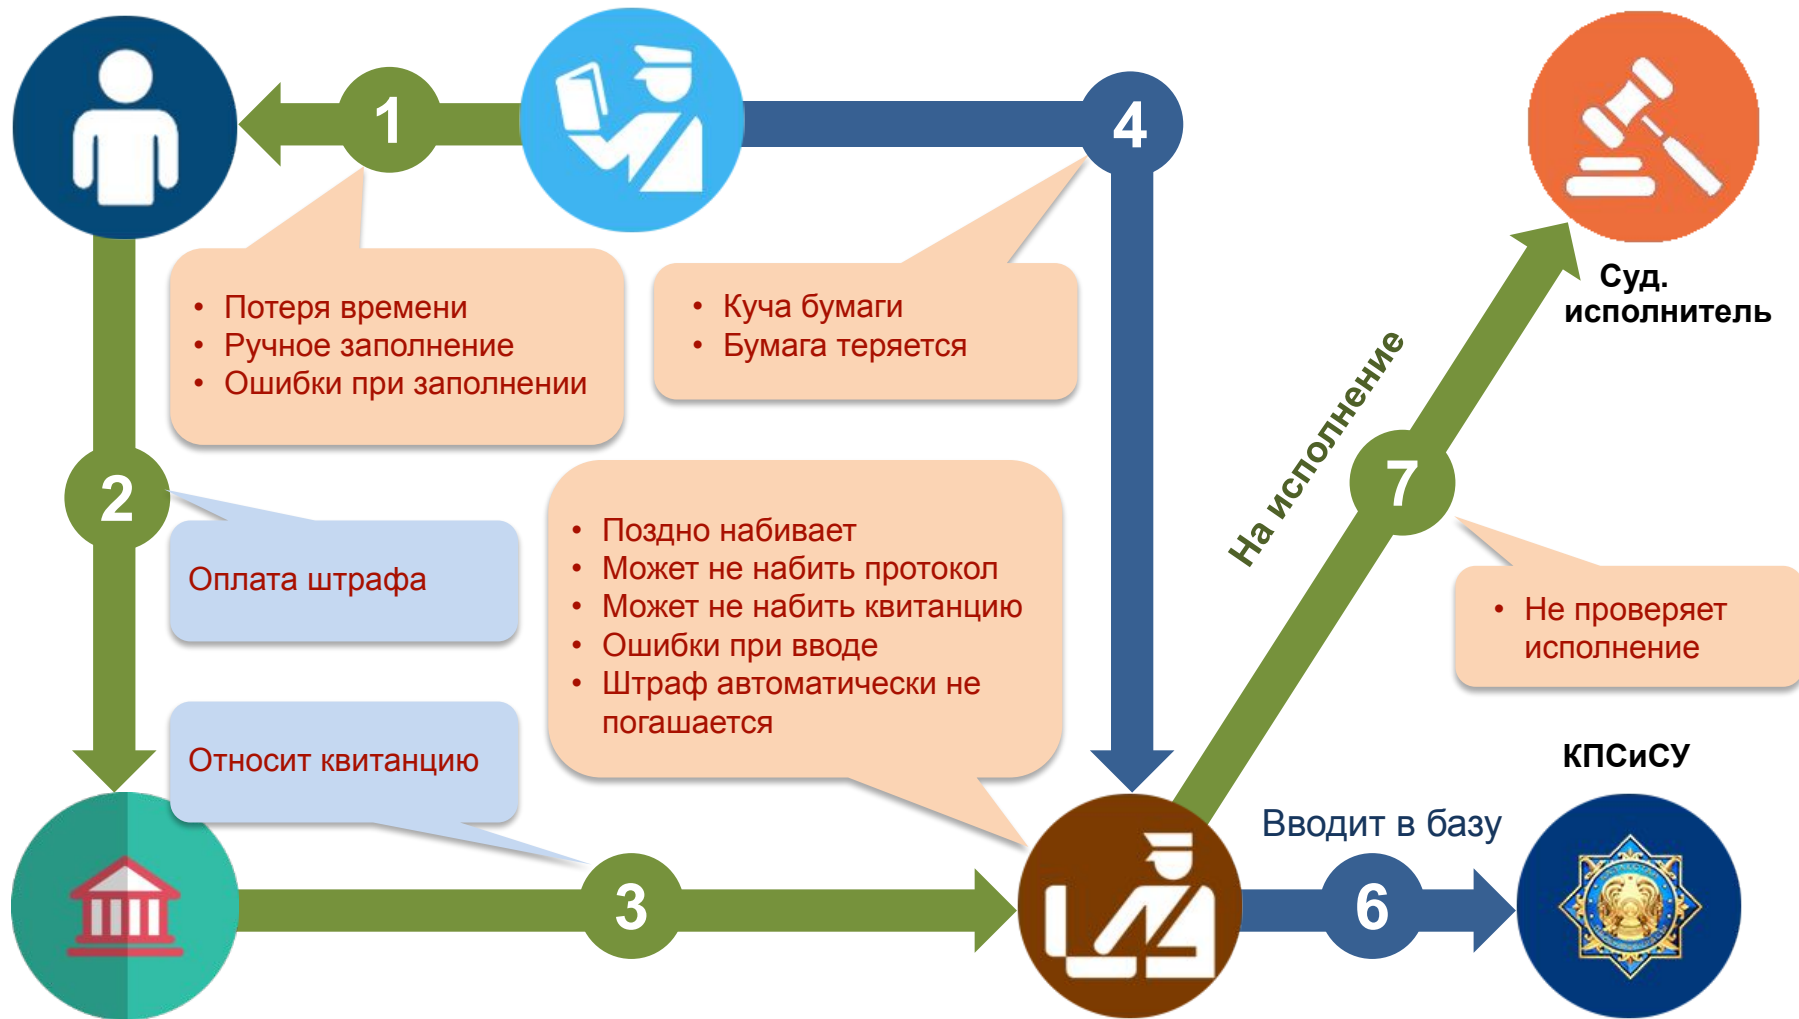 1
4
Суд.
исполнитель
• Потеря времени
• Ручное заполнение
• Ошибки при заполнении
• Куча бумаги
• Бумага теряется
На исполнение
2
7
Оплата штрафа
• Поздно набивает
• Может не набить протокол
• Может не набить квитанцию
• Ошибки при вводе
• Штраф автоматически не
погашается
• Не проверяет
исполнение
Относит квитанцию
КПСиСУ
Вводит в базу
3
6